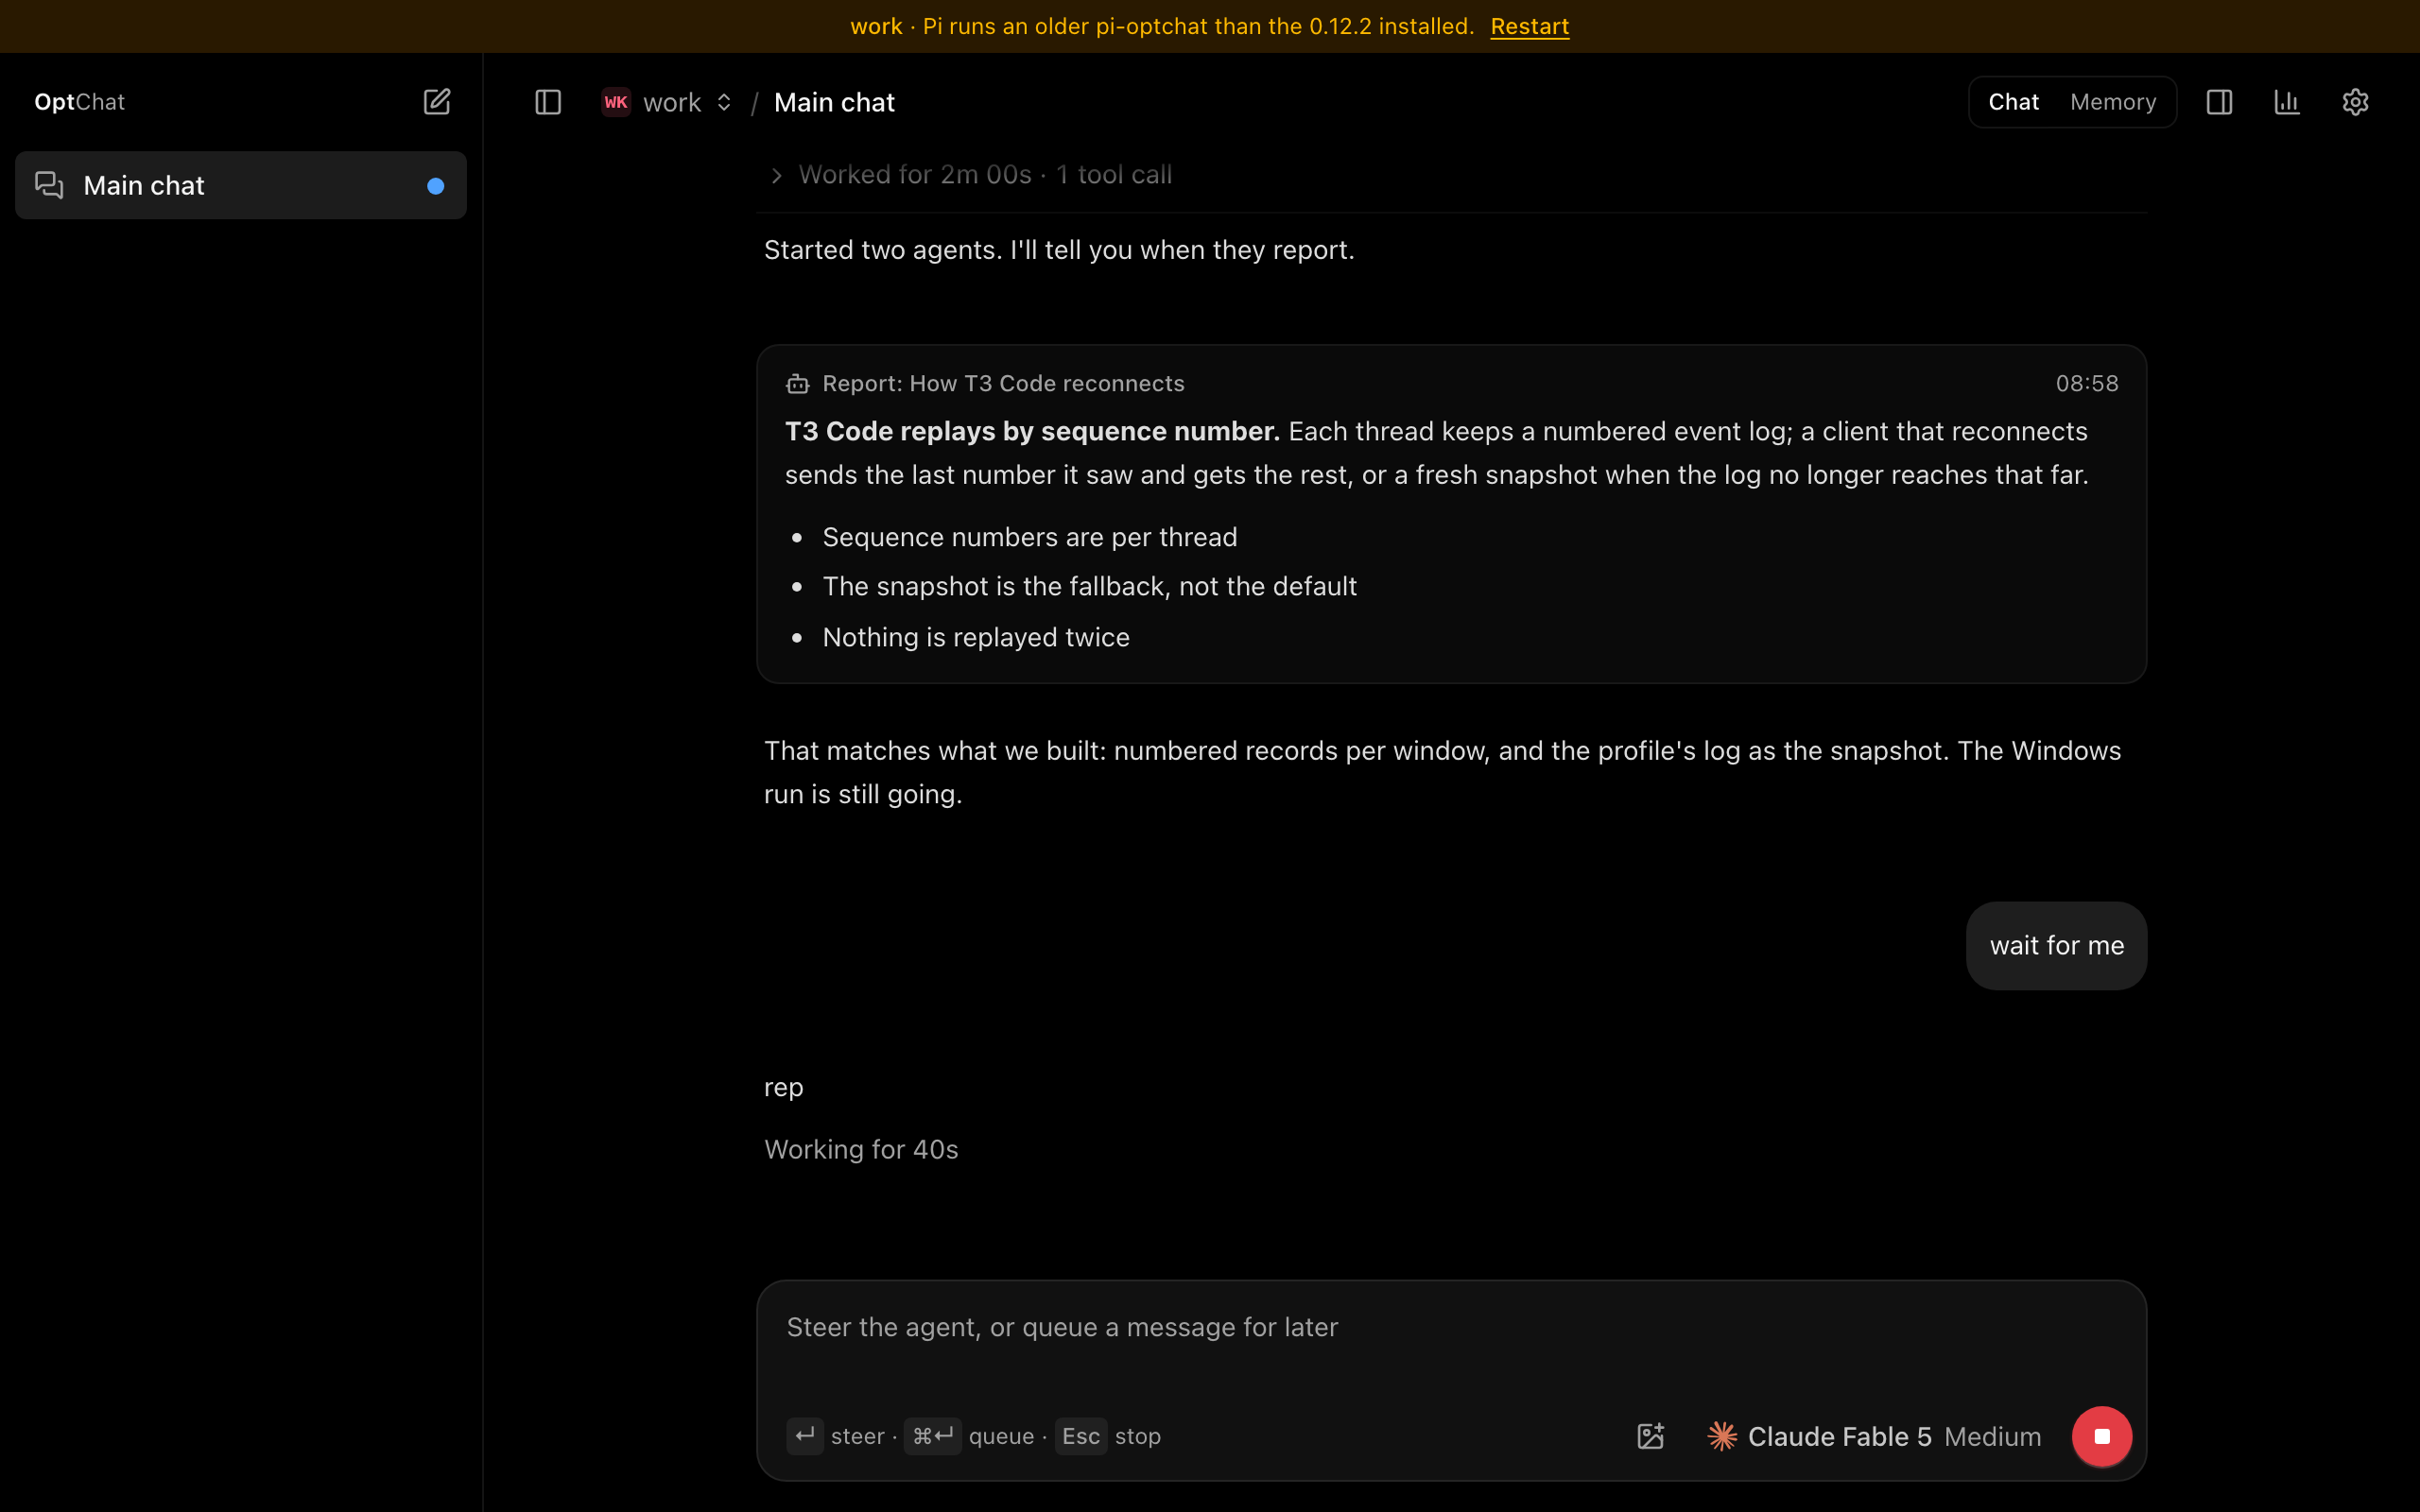 work · Pi runs an older pi-optchat than the 0.12.2 installed. Restart
OptChat
WK work / Main chat
Chat Memory
Main chat
Worked for 2m 00s · 1 tool call
Started two agents. I'll tell you when they report.
Report: How T3 Code reconnects 08:58
T3 Code replays by sequence number. Each thread keeps a numbered event log; a client that reconnects
sends the last number it saw and gets the rest, or a fresh snapshot when the log no longer reaches that far.
• Sequence numbers are per thread
• The snapshot is the fallback, not the default
• Nothing is replayed twice
That matches what we built: numbered records per window, and the profile's log as the snapshot. The Windows
run is still going.
wait for me
rep
Working for 40s
Steer the agent, or queue a message for later
↵ steer · ⌘↵ queue · Esc stop
Claude Fable 5 Medium